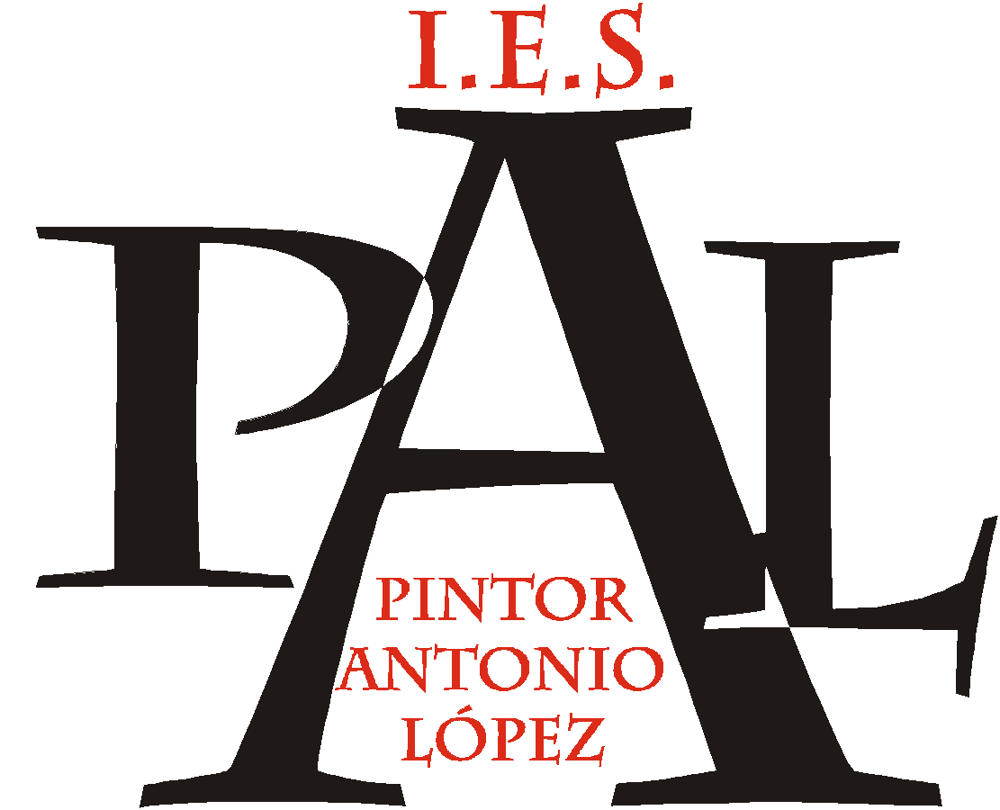 I.E.S.
PAL
PINTOR
ANTONIO
LÓPEZ